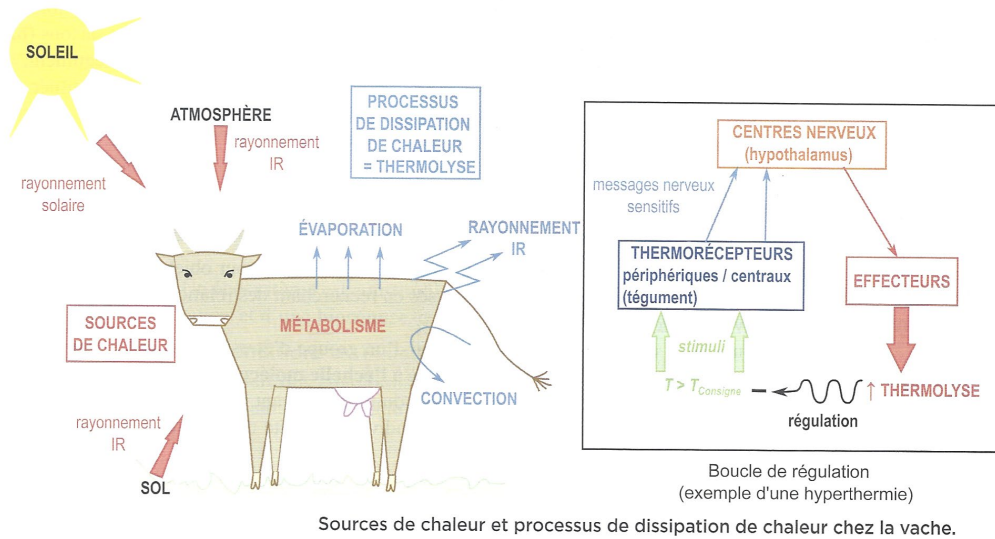 SOLEIL
ATMOSPHÈRE
rayonnement
IR
rayonnement
solaire
PROCESSUS
DE DISSIPATION
DE CHALEUR
= THERMOLYSE
ÉVAPORATION
RAYONNEMENT
IR
SOURCES
DE CHALEUR
MÉTABOLISME
CONVECTION
rayonnement
IR
SOL
CENTRES NERVEUX
(hypothalamus)
messages nerveux
sensitifs
THERMORÉCEPTEURS
périphériques / centraux
(tégument)
EFFECTEURS
stimuli
T > TConsigne
–
↑ THERMOLYSE
régulation
Boucle de régulation
(exemple d'une hyperthermie)
Sources de chaleur et processus de dissipation de chaleur chez la vache.